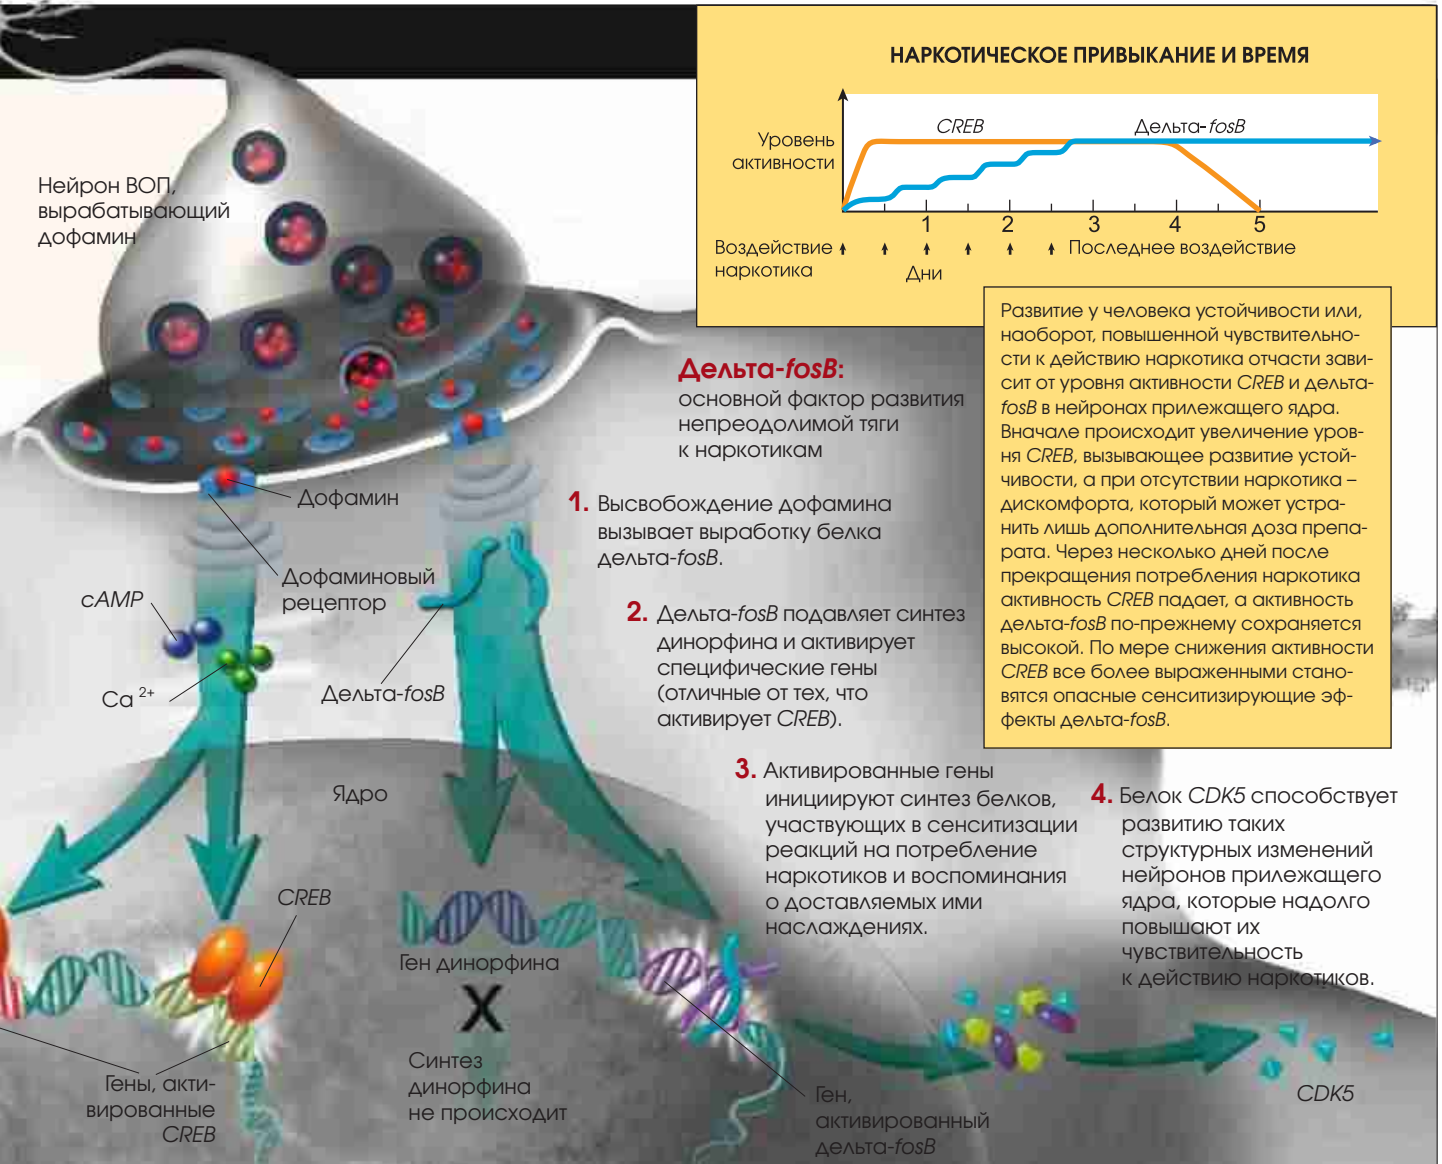 НАРКОТИЧЕСКОЕ ПРИВЫКАНИЕ И ВРЕМЯ
CREB
Дельта-fosB
Уровень
активности
1 2 3 4 5
Воздействие
наркотика
Последнее воздействие
Дни
Нейрон ВОП,
вырабатывающий
дофамин
Развитие у человека устойчивости или,
наоборот, повышенной чувствительно-
сти к действию наркотика отчасти зави-
сит от уровня активности CREB и дельта-
fosB в нейронах прилежащего ядра.
Вначале происходит увеличение уров-
ня CREB, вызывающее развитие устой-
чивости, а при отсутствии наркотика –
дискомфорта, который может устра-
нить лишь дополнительная доза препа-
рата. Через несколько дней после
прекращения потребления наркотика
активность CREB падает, а активность
дельта-fosB по-прежнему сохраняется
высокой. По мере снижения активности
CREB все более выраженными стано-
вятся опасные сенситизирующие эф-
фекты дельта-fosB.
Дельта-fosB:
основной фактор развития
непреодолимой тяги
к наркотикам
1. Высвобождение дофамина
вызывает выработку белка
дельта-fosB.
2. Дельта-fosB подавляет синтез
динорфина и активирует
специфические гены
(отличные от тех, что
активирует CREB).
3. Активированные гены
инициируют синтез белков,
участвующих в сенситизации
реакций на потребление
наркотиков и воспоминания
о доставляемых ими
наслаждениях.
4. Белок CDK5 способствует
развитию таких
структурных изменений
нейронов прилежащего
ядра, которые надолго
повышают их
чувствительность
к действию наркотиков.
Дофамин
Дофаминовый
рецептор
cAMP
Ca 2+
Дельта-fosB
Ядро
CREB
Ген динорфина
X
Синтез
динорфина
не происходит
Гены, акти-
вированные
CREB
Ген,
активированный
дельта-fosB
CDK5